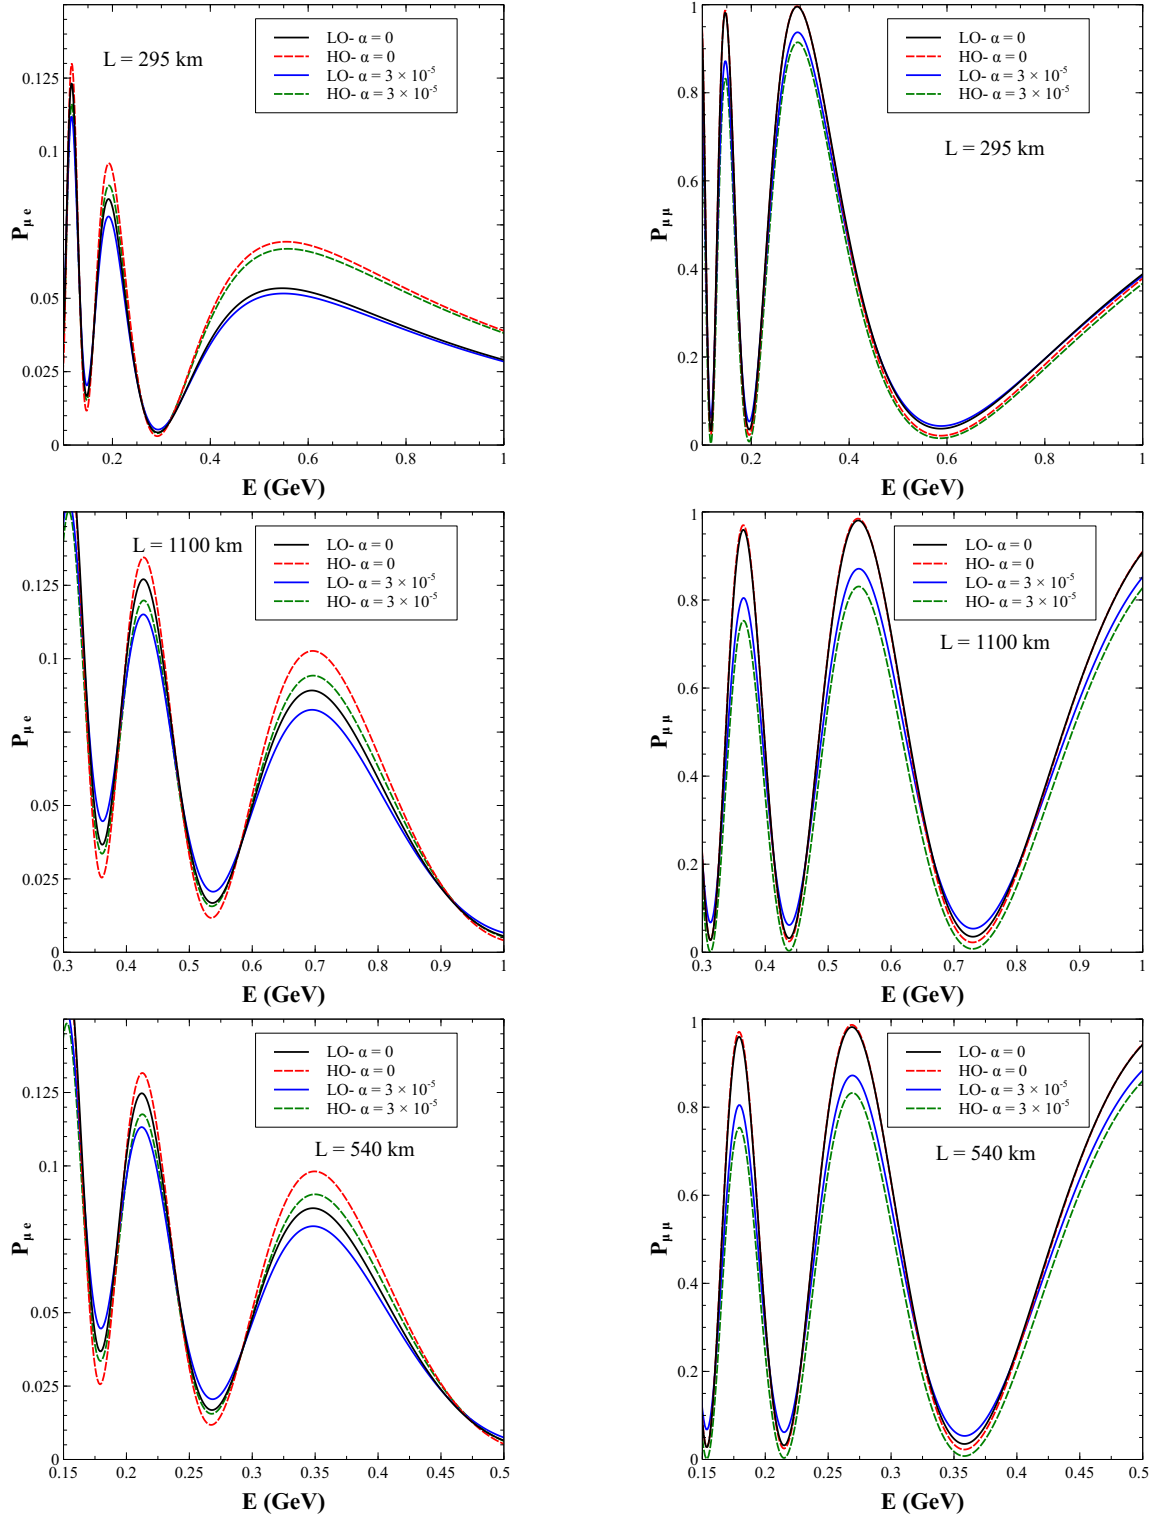 LO- α = 0
HO- α = 0
LO- α = 3 × 10⁻⁵
HO- α = 3 × 10⁻⁵
L = 295 km
0.125
0.1
0.05
0.025
0
0.2
0.4
0.6
0.8
1
P μ e
E (GeV)
LO- α = 0
HO- α = 0
LO- α = 3 × 10⁻⁵
HO- α = 3 × 10⁻⁵
L = 295 km
1
0.8
0.6
0.4
0.2
0
0.2
0.4
0.6
0.8
1
P μ μ
E (GeV)
L = 1100 km
LO- α = 0
HO- α = 0
LO- α = 3 × 10⁻⁵
HO- α = 3 × 10⁻⁵
0.125
0.1
0.05
0.025
0
0.3
0.4
0.5
0.6
0.7
0.8
0.9
1
P μ e
E (GeV)
LO- α = 0
HO- α = 0
LO- α = 3 × 10⁻⁵
HO- α = 3 × 10⁻⁵
L = 1100 km
1
0.8
0.6
0.4
0.2
0
0.3
0.4
0.5
0.6
0.7
0.8
0.9
1
P μ μ
E (GeV)
LO- α = 0
HO- α = 0
LO- α = 3 × 10⁻⁵
HO- α = 3 × 10⁻⁵
L = 540 km
0.125
0.1
0.05
0.025
0
0.15
0.2
0.25
0.3
0.35
0.4
0.45
0.5
P μ e
E (GeV)
LO- α = 0
HO- α = 0
LO- α = 3 × 10⁻⁵
HO- α = 3 × 10⁻⁵
L = 540 km
1
0.8
0.6
0.4
0.2
0
0.15
0.2
0.25
0.3
0.35
0.4
0.45
0.5
P μ μ
E (GeV)